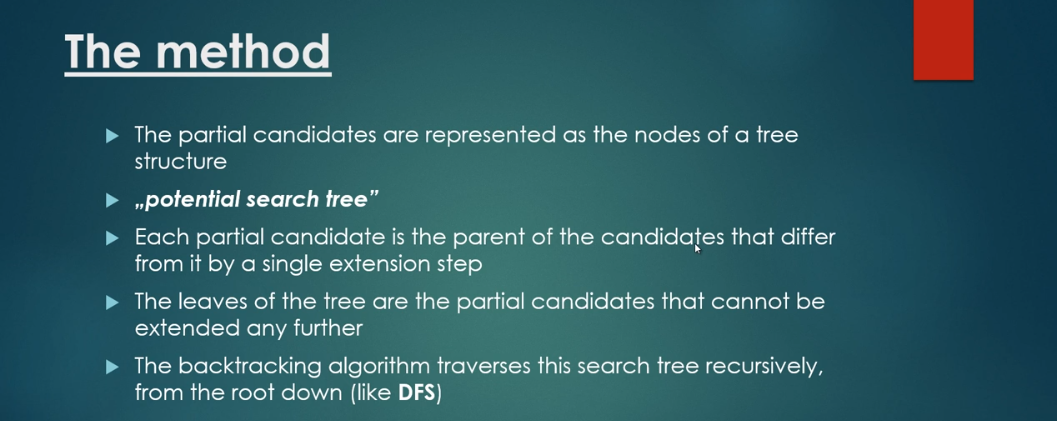 The method
The partial candidates are represented as the nodes of a tree
structure
„potential search tree”
Each partial candidate is the parent of the candidates that differ
from it by a single extension step
The leaves of the tree are the partial candidates that cannot be
extended any further
The backtracking algorithm traverses this search tree recursively,
from the root down (like DFS)